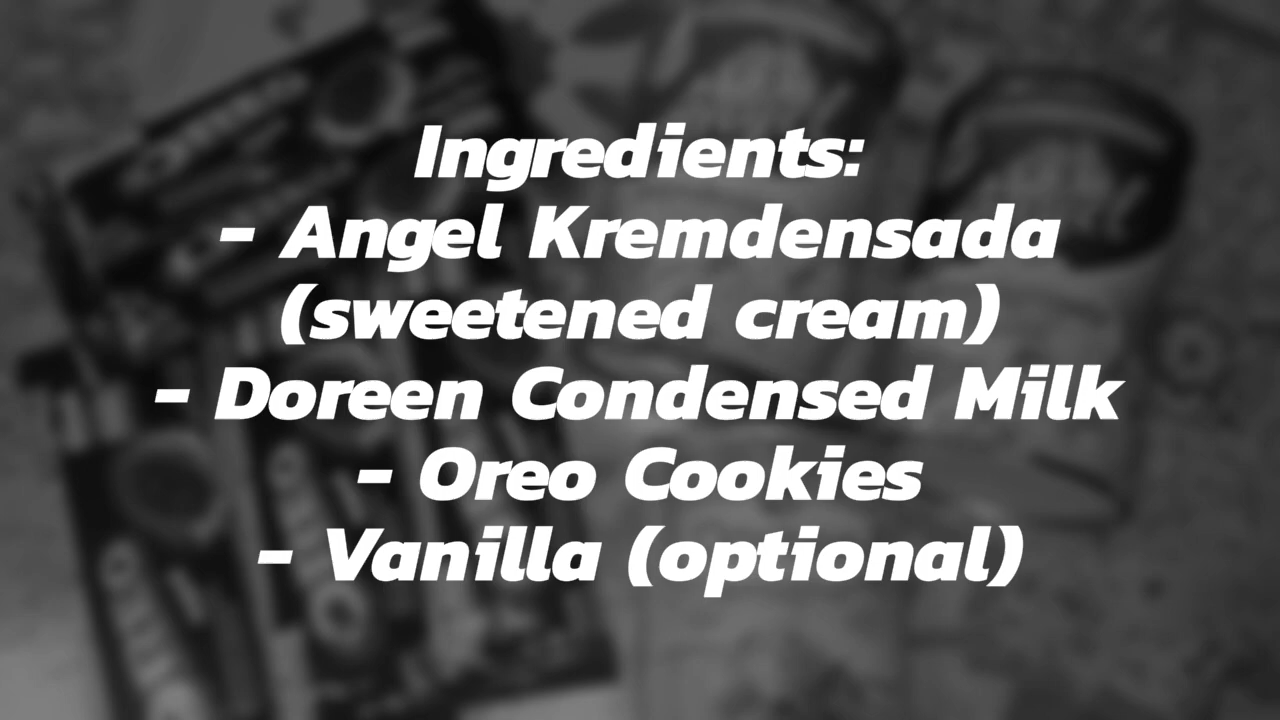 Ingredients:
- Angel Kremdensada
(sweetened cream)
- Doreen Condensed Milk
- Oreo Cookies
- Vanilla (optional)